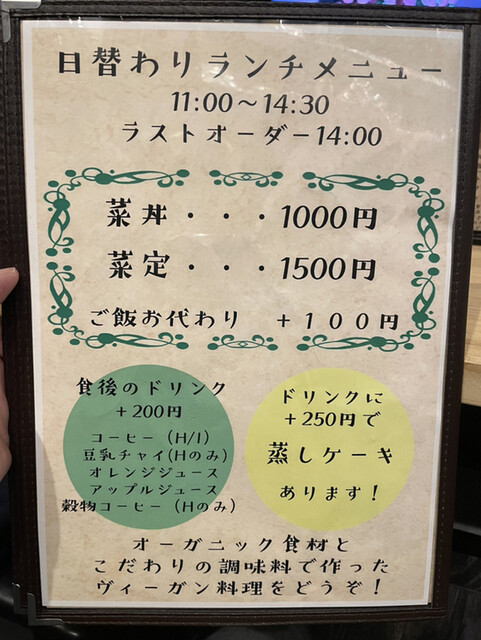 日替わりランチメニュー
11:00～14:30
ラストオーダー14:00
菜丼・・・1000円
菜定・・・1500円
ご飯お代わり ＋１００円
食後のドリンク
＋200円
コーヒー（H/I）
豆乳チャイ(Hのみ)
オレンジジュース
アップルジュース
穀物コーヒー（Hのみ）
ドリンクに
＋250円で
蒸しケーキ
あります！
オーガニック食材と
こだわりの調味料で作った
ヴィーガン料理をどうぞ！